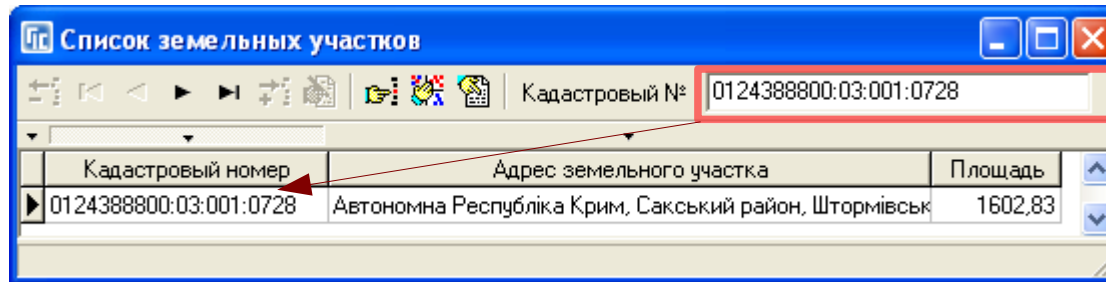 Список земельных участков
Кадастровый № 0124388800:03:001:0728
Кадастровый номер Адрес земельного участка Площадь
0124388800:03:001:0728 Автономна Республіка Крим, Сакський район, Штормівськ 1602,83